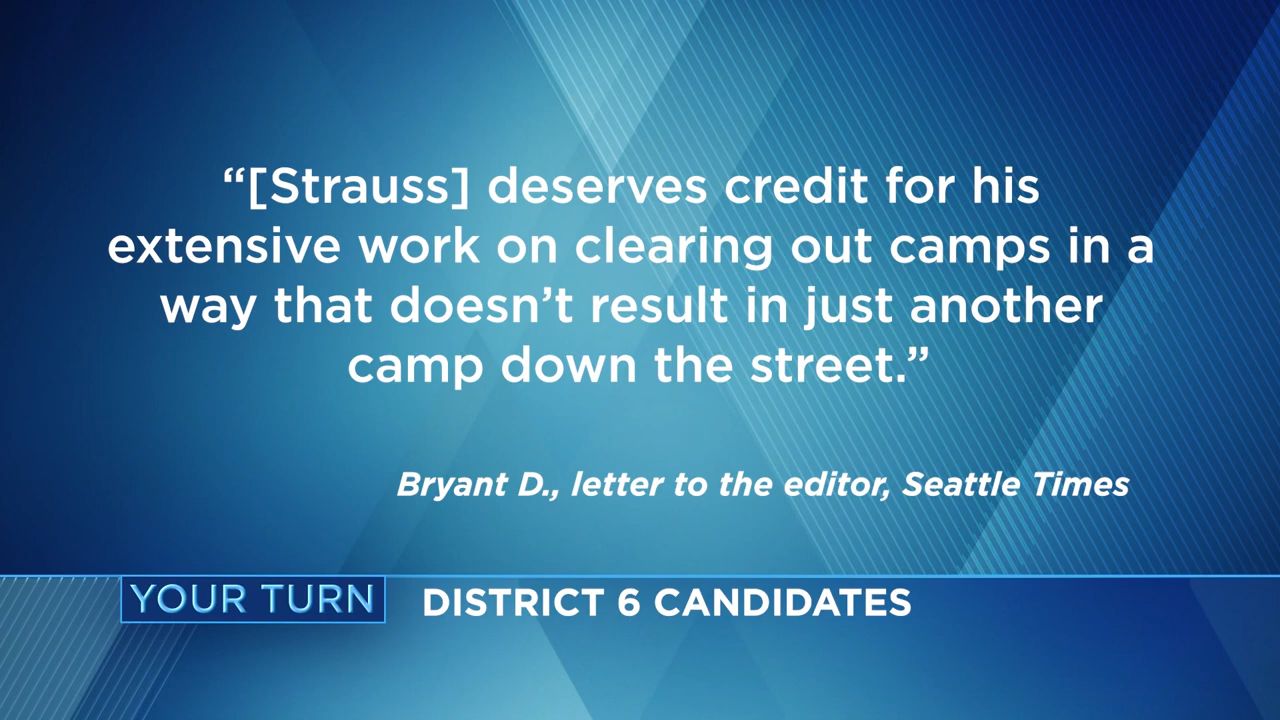 “[Strauss] deserves credit for his
extensive work on clearing out camps in a
way that doesn’t result in just another
camp down the street.”
Bryant D., letter to the editor, Seattle Times
YOUR TURN
DISTRICT 6 CANDIDATES